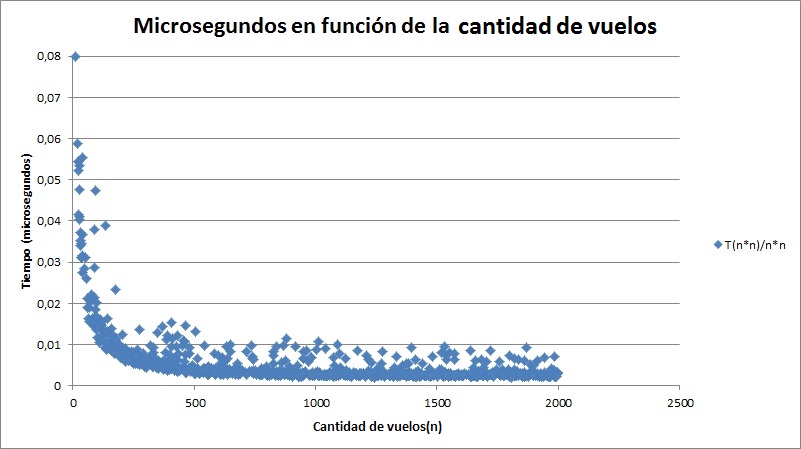 Microsegundos en función de la cantidad de vuelos
0,08
0,07
0,06
0,05
0,04
0,03
0,02
0,01
0
Tiempo (microsegundos)
0 500 1000 1500 2000 2500
Cantidad de vuelos(n)
T(n*n)/n*n